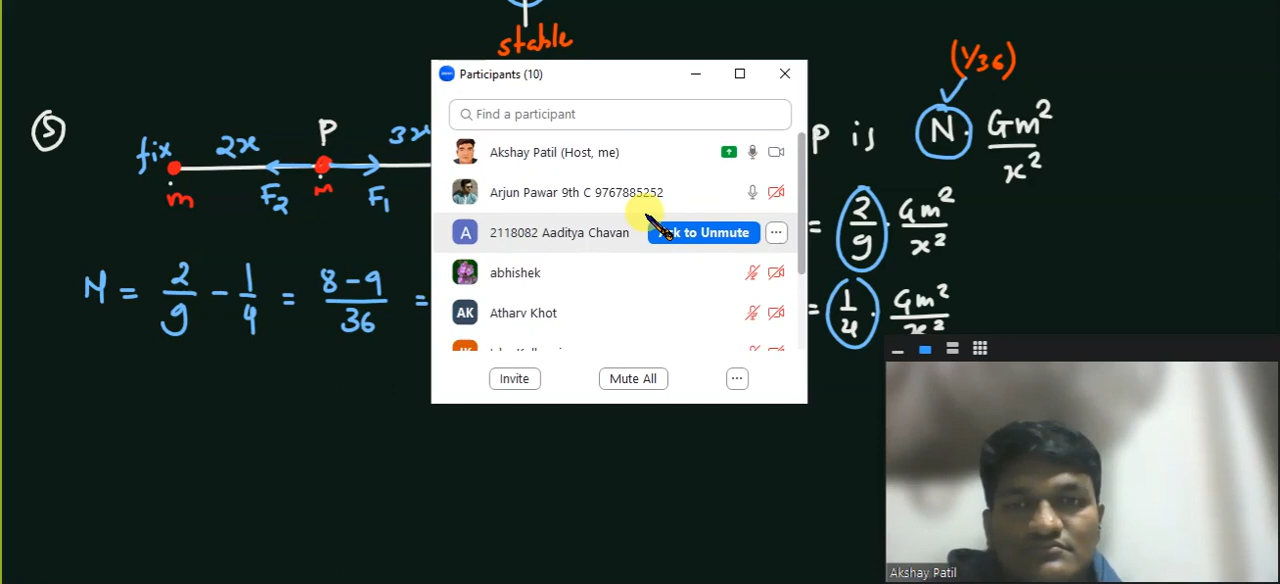 stable
(1/36)
5
fix 2x P 3x
P is N. Gm²/x²
m F₂ m F₁
= 2/9 · Gm²/x²
N = 2/9 - 1/4 = 8-9/36 =
= 1/4 · Gm²/x²
Participants (10)
Find a participant
Akshay Patil (Host, me)
Arjun Pawar 9th C 9767885252
2118082 Aaditya Chavan
to Unmute
abhishek
AK Atharv Khot
Invite Mute All
A
Akshay Patil